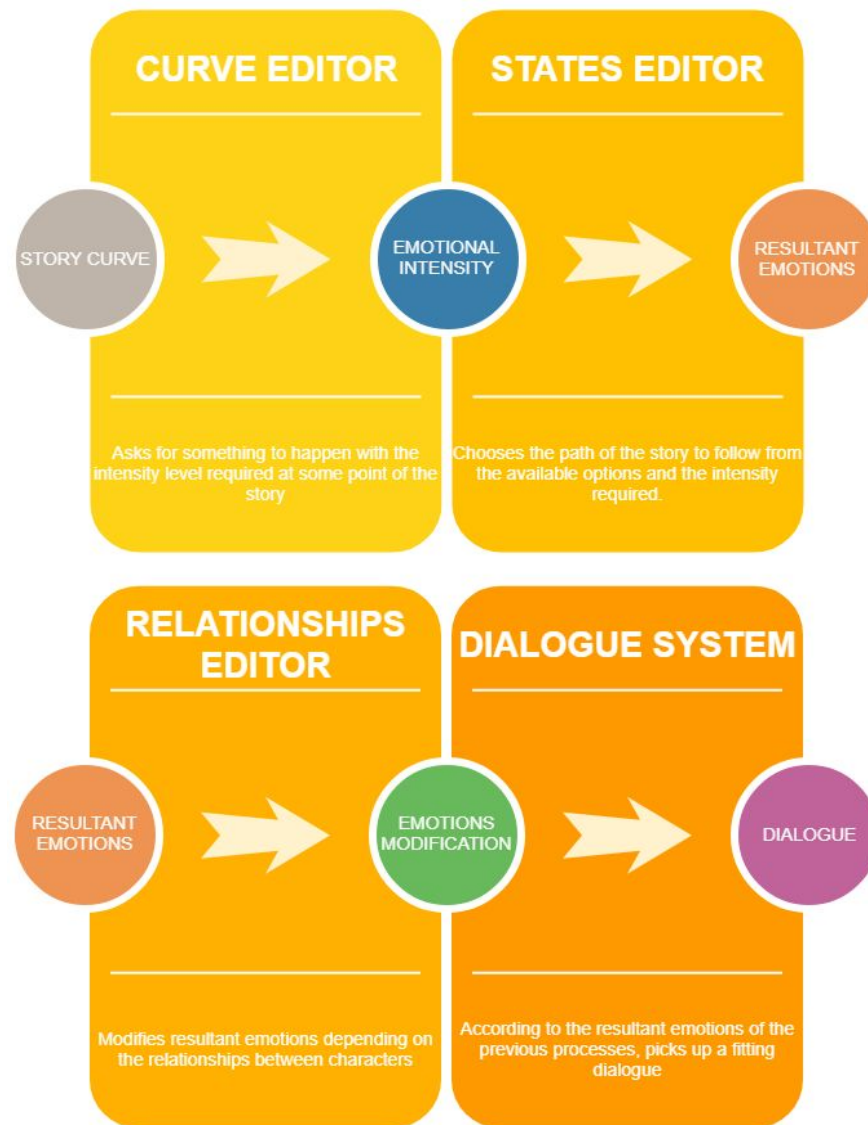 CURVE EDITOR
STATES EDITOR
STORY CURVE
EMOTIONAL
INTENSITY
RESULTANT
EMOTIONS
Asks for something to happen with the
intensity level required at some point of the
story
Chooses the path of the story to follow from
the available options and the intensity
required.
RELATIONSHIPS
EDITOR
DIALOGUE SYSTEM
RESULTANT
EMOTIONS
EMOTIONS
MODIFICATION
DIALOGUE
Modifies resultant emotions depending on
the relationships between characters
According to the resultant emotions of the
previous processes, picks up a fitting
dialogue